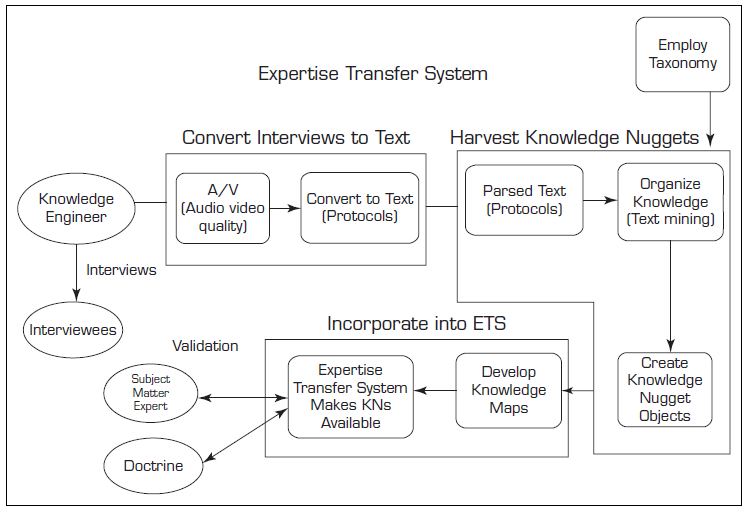 Employ
Taxonomy
Expertise Transfer System
Convert Interviews to Text
Harvest Knowledge Nuggets
Knowledge
Engineer
A/V
(Audio video
quality)
Convert to Text
(Protocols)
Parsed Text
(Protocols)
Organize
Knowledge
(Text mining)
Interviews
Interviewees
Incorporate into ETS
Validation
Subject
Matter
Expert
Expertise
Transfer System
Makes KNs
Available
Develop
Knowledge
Maps
Create
Knowledge
Nugget
Objects
Doctrine